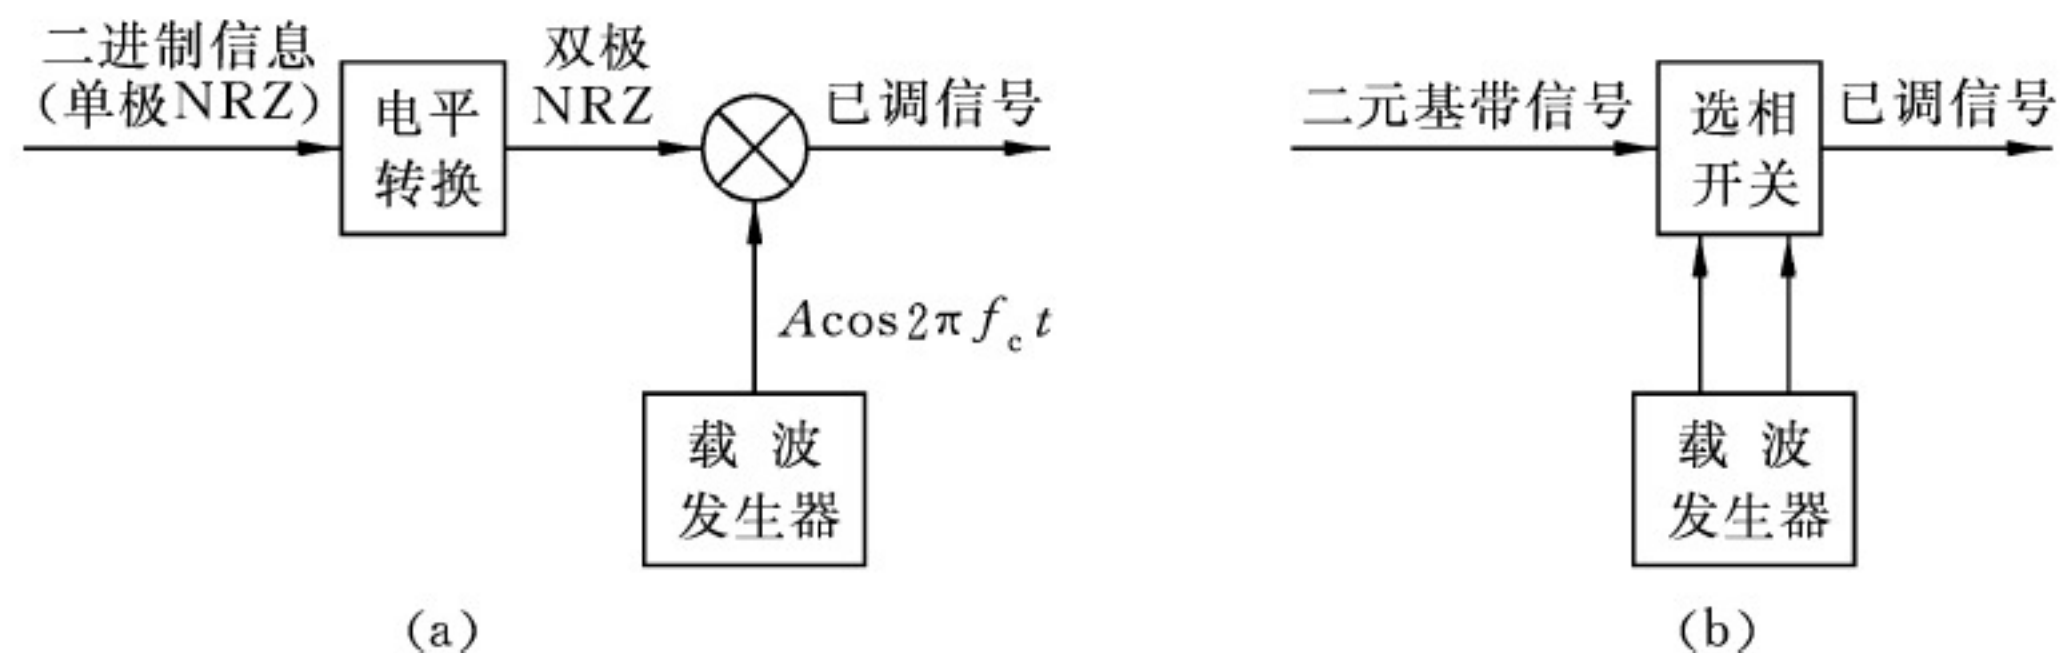 二进制信息
(单极NRZ)
电平
转换
双极
NRZ
已调信号
Acos2πf_c t
载 波
发生器
(a)
二元基带信号
选相
开关
已调信号
载 波
发生器
(b)